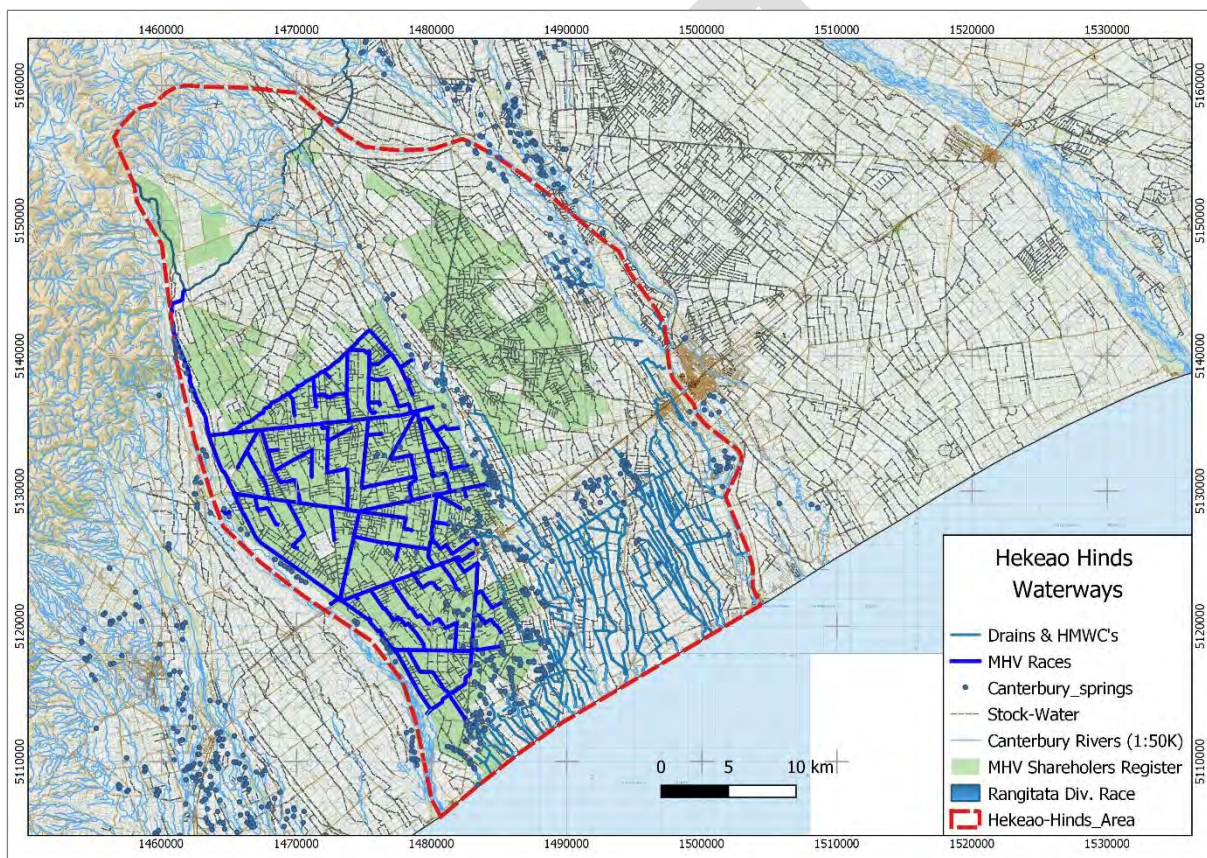 1460000 1470000 1480000 1490000 1500000 1510000 1520000 1530000
5160000 5160000
5150000 5150000
5140000 5140000
5130000 5130000
5120000 5120000
5110000 5110000
Hekeao Hinds
Waterways
Drains & HMWC's
MHV Races
Canterbury_springs
Stock-Water
Canterbury Rivers (1:50K)
MHV Shareholers Register
Rangitata Div. Race
Hekeao-Hinds_Area
0 5 10 km
1460000 1470000 1480000 1490000 1500000 1510000 1520000 1530000